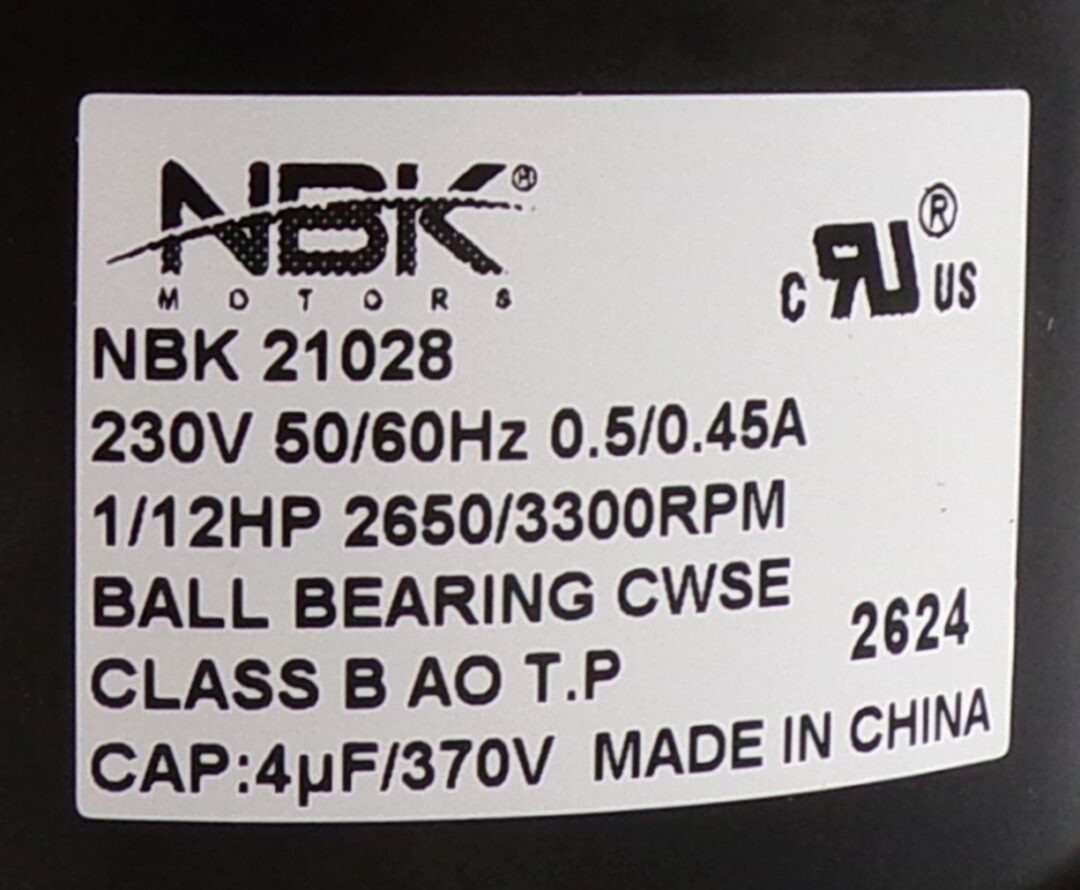 NBK®
MOTORS
C RU® US
NBK 21028
230V 50/60Hz 0.5/0.45A
1/12HP 2650/3300RPM
BALL BEARING CWSE
2624
CLASS B AO T.P
CAP:4µF/370V MADE IN CHINA